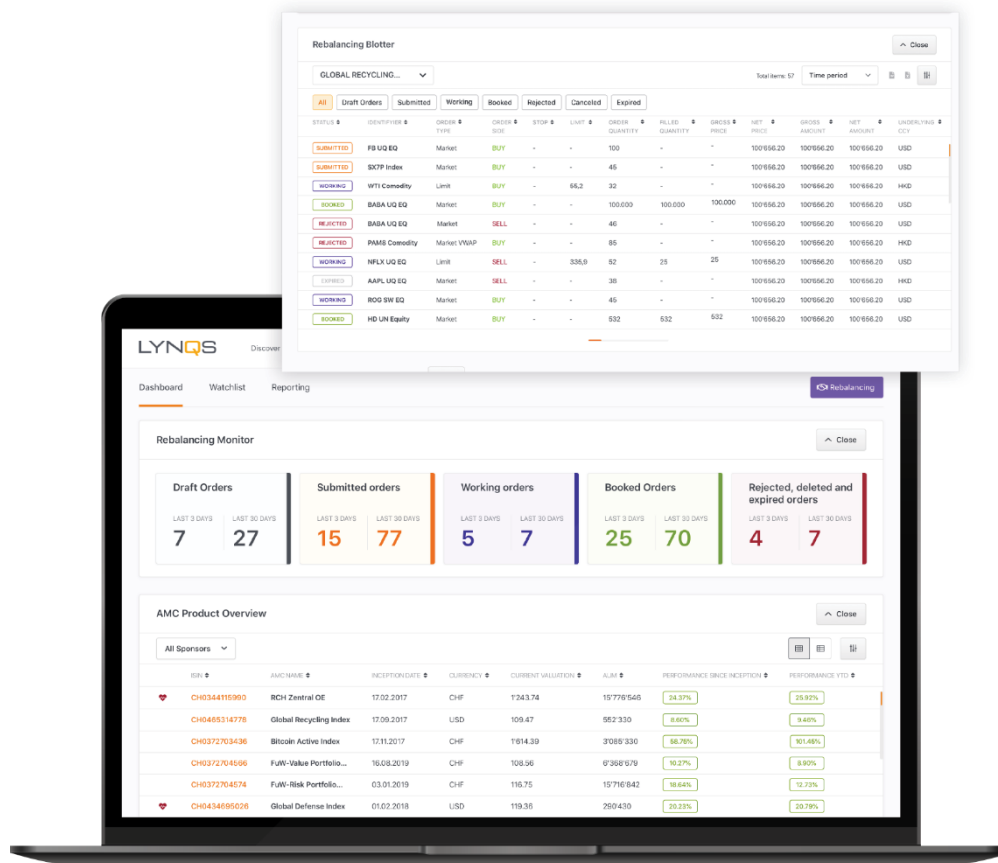 Rebalancing Blotter
Close
GLOBAL RECYCLING...
Total items: 57
Time period
All Draft Orders Submitted Working Booked Rejected Canceled Expired
STATUS IDENTIFYIER ORDER TYPE ORDER SIDE STOP LIMIT ORDER QUANTITY FILLED QUANTITY GROSS PRICE NET PRICE GROSS AMOUNT NET AMOUNT UNDERLYING CCY
SUBMITTED FB UQ EQ Market BUY - - 100 - - 100'656.20 100'656.20 100'656.20 USD
SUBMITTED SX7P Index Market BUY - - 45 - - 100'656.20 100'656.20 100'656.20 USD
WORKING WTI Comodity Limit BUY - 55,2 32 - - 100'656.20 100'656.20 100'656.20 HKD
BOOKED BABA UQ EQ Market BUY - - 100.000 100.000 100.000 100'656.20 100'656.20 100'656.20 USD
REJECTED BABA UQ EQ Market SELL - - 46 - - 100'656.20 100'656.20 100'656.20 USD
REJECTED PAM8 Comodity Market VWAP BUY - - 85 - - 100'656.20 100'656.20 100'656.20 HKD
WORKING NFLX UQ EQ Limit SELL - 338,9 52 25 25 100'656.20 100'656.20 100'656.20 USD
EXPIRED AAPL UQ EQ Market SELL - - 38 - - 100'656.20 100'656.20 100'656.20 HKD
WORKING ROG SW EQ Market BUY - - 45 - - 100'656.20 100'656.20 100'656.20 USD
BOOKED HD UN Equity Market BUY - - 532 532 532 100'656.20 100'656.20 100'656.20 USD
LYNQS Discover
Dashboard Watchlist Reporting Rebalancing
Rebalancing Monitor Close
Draft Orders Submitted orders Working orders Booked Orders Rejected, deleted and
expired orders
LAST 3 DAYS LAST 30 DAYS LAST 3 DAYS LAST 30 DAYS LAST 3 DAYS LAST 30 DAYS LAST 3 DAYS LAST 30 DAYS LAST 3 DAYS LAST 30 DAYS
7 27 15 77 5 7 25 70 4 7
AMC Product Overview Close
All Sponsors
ISIN AMC NAME INCEPTION DATE CURRENCY CURRENT VALUATION AUM PERFORMANCE SINCE INCEPTION PERFORMANCE YTD
CH0344115990 RCH Zentral OE 17.02.2017 CHF 1'243.74 15'776'546 24.37% 25.92%
CH0465314778 Global Recycling Index 17.09.2017 USD 109.47 552'330 8.60% 9.46%
CH0372703436 Bitcoin Active Index 17.11.2017 CHF 1'614.39 3'085'330 58.76% 101.46%
CH0372704566 FuW-Value Portfolio... 16.08.2019 CHF 108.56 6'368'679 10.27% 8.90%
CH0372704574 FuW-Risk Portfolio... 03.01.2019 CHF 116.75 15'716'842 18.64% 12.73%
CH0434695026 Global Defense Index 01.02.2018 USD 119.36 290'430 20.23% 20.79%